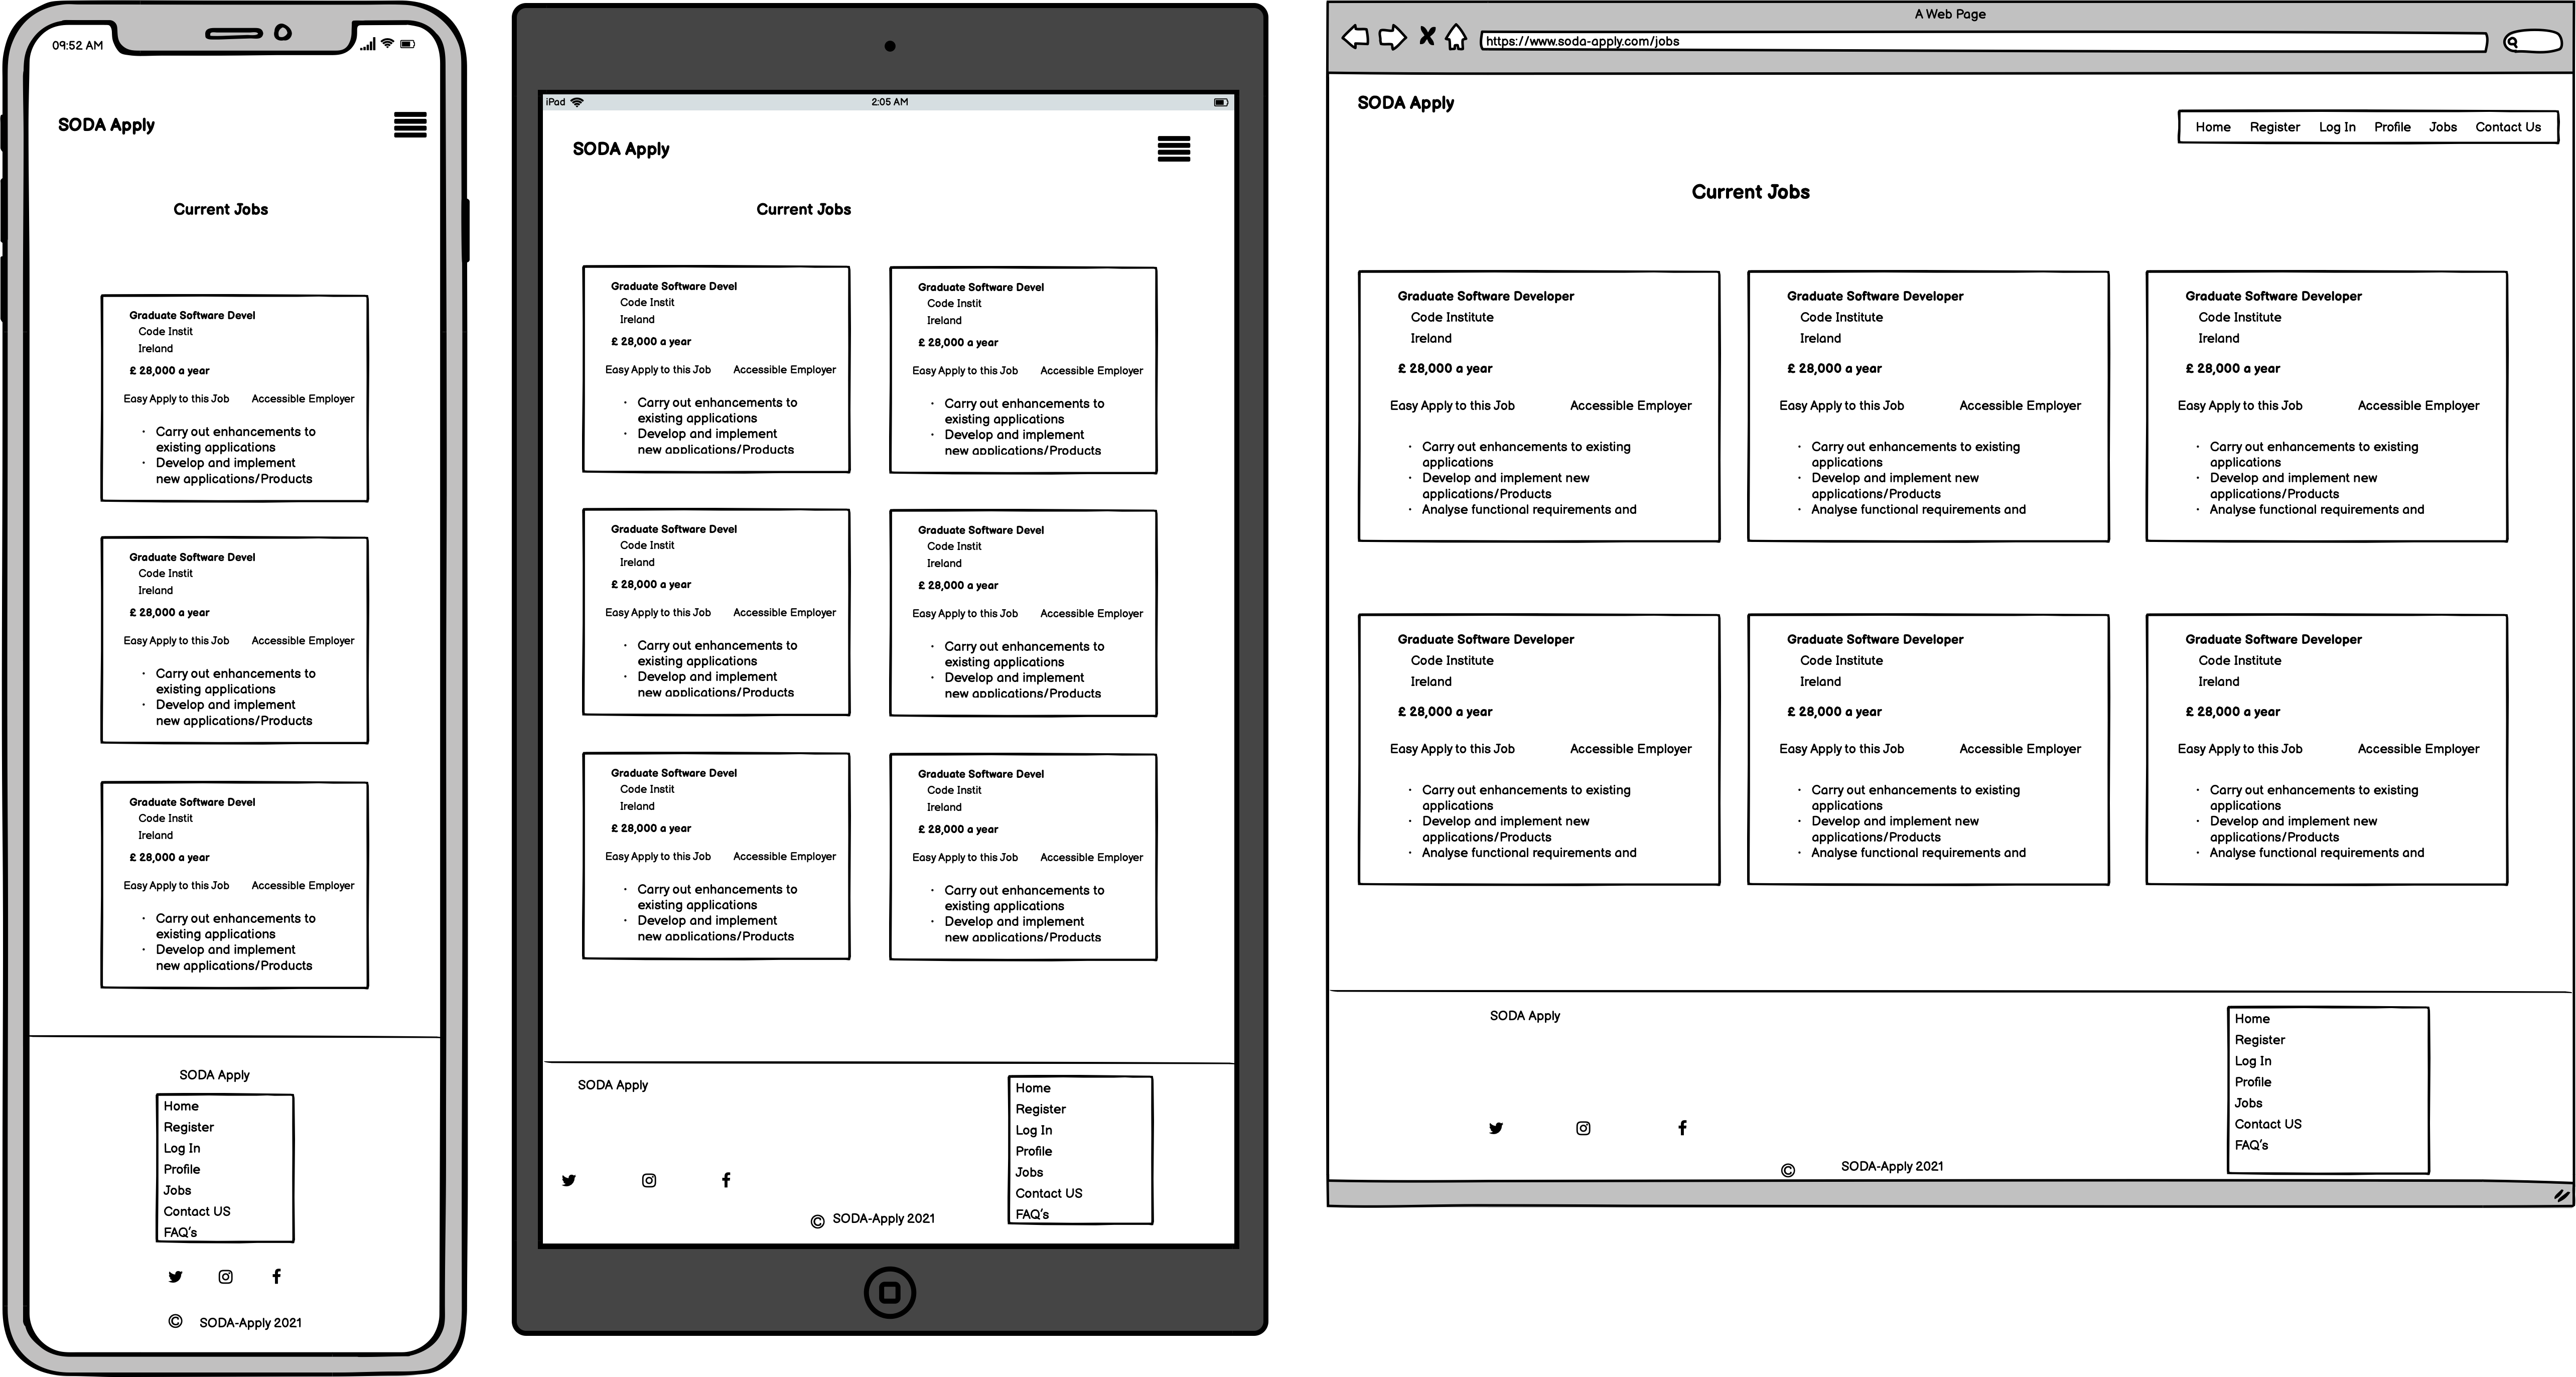 09:52 AM
SODA Apply
Current Jobs
Graduate Software Devel
Code Instit
Ireland
£ 28,000 a year
Easy Apply to this Job Accessible Employer
· Carry out enhancements to
existing applications
· Develop and implement
new applications/Products
Graduate Software Devel
Code Instit
Ireland
£ 28,000 a year
Easy Apply to this Job Accessible Employer
· Carry out enhancements to
existing applications
· Develop and implement
new applications/Products
Graduate Software Devel
Code Instit
Ireland
£ 28,000 a year
Easy Apply to this Job Accessible Employer
· Carry out enhancements to
existing applications
· Develop and implement
new applications/Products
SODA Apply
Home
Register
Log In
Profile
Jobs
Contact US
FAQ's
© SODA-Apply 2021
iPad 2:05 AM
SODA Apply
Current Jobs
Graduate Software Devel
Code Instit
Ireland
£ 28,000 a year
Easy Apply to this Job Accessible Employer
· Carry out enhancements to
existing applications
· Develop and implement
new applications/Products
Graduate Software Devel
Code Instit
Ireland
£ 28,000 a year
Easy Apply to this Job Accessible Employer
· Carry out enhancements to
existing applications
· Develop and implement
new applications/Products
Graduate Software Devel
Code Instit
Ireland
£ 28,000 a year
Easy Apply to this Job Accessible Employer
· Carry out enhancements to
existing applications
· Develop and implement
new applications/Products
Graduate Software Devel
Code Instit
Ireland
£ 28,000 a year
Easy Apply to this Job Accessible Employer
· Carry out enhancements to
existing applications
· Develop and implement
new applications/Products
Graduate Software Devel
Code Instit
Ireland
£ 28,000 a year
Easy Apply to this Job Accessible Employer
· Carry out enhancements to
existing applications
· Develop and implement
new applications/Products
Graduate Software Devel
Code Instit
Ireland
£ 28,000 a year
Easy Apply to this Job Accessible Employer
· Carry out enhancements to
existing applications
· Develop and implement
new applications/Products
SODA Apply
Home
Register
Log In
Profile
Jobs
Contact US
FAQ's
© SODA-Apply 2021
A Web Page
https://www.soda-apply.com/jobs
SODA Apply
Home Register Log In Profile Jobs Contact Us
Current Jobs
Graduate Software Developer
Code Institute
Ireland
£ 28,000 a year
Easy Apply to this Job Accessible Employer
· Carry out enhancements to existing
applications
· Develop and implement new
applications/Products
· Analyse functional requirements and
Graduate Software Developer
Code Institute
Ireland
£ 28,000 a year
Easy Apply to this Job Accessible Employer
· Carry out enhancements to existing
applications
· Develop and implement new
applications/Products
· Analyse functional requirements and
Graduate Software Developer
Code Institute
Ireland
£ 28,000 a year
Easy Apply to this Job Accessible Employer
· Carry out enhancements to existing
applications
· Develop and implement new
applications/Products
· Analyse functional requirements and
Graduate Software Developer
Code Institute
Ireland
£ 28,000 a year
Easy Apply to this Job Accessible Employer
· Carry out enhancements to existing
applications
· Develop and implement new
applications/Products
· Analyse functional requirements and
Graduate Software Developer
Code Institute
Ireland
£ 28,000 a year
Easy Apply to this Job Accessible Employer
· Carry out enhancements to existing
applications
· Develop and implement new
applications/Products
· Analyse functional requirements and
Graduate Software Developer
Code Institute
Ireland
£ 28,000 a year
Easy Apply to this Job Accessible Employer
· Carry out enhancements to existing
applications
· Develop and implement new
applications/Products
· Analyse functional requirements and
SODA Apply
Home
Register
Log In
Profile
Jobs
Contact US
FAQ's
© SODA-Apply 2021